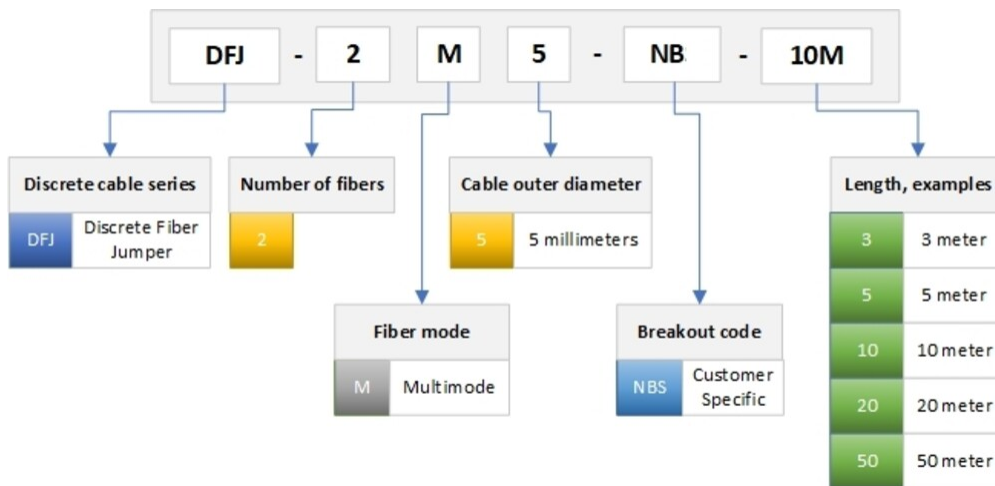 DFJ - 2 M 5 - NB - 10M
Discrete cable series
DFJ Discrete Fiber
Jumper
Number of fibers
2
Cable outer diameter
5 5 millimeters
Length, examples
3 3 meter
5 5 meter
10 10 meter
20 20 meter
50 50 meter
Fiber mode
M Multimode
Breakout code
NBS Customer
Specific